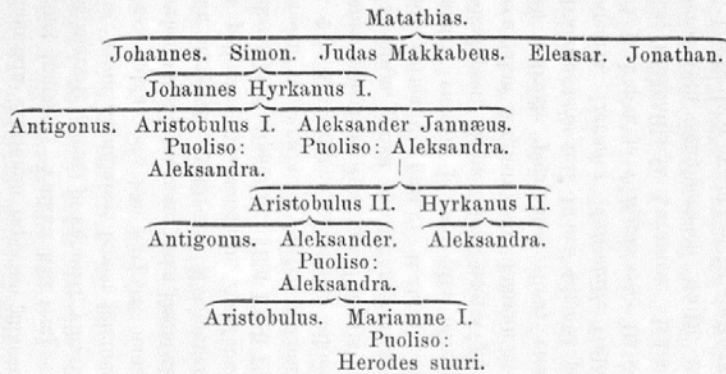 Matathias.
Johannes. Simon. Judas Makkabeus. Eleasar. Jonathan.
Johannes Hyrkanus I.
Antigonus. Aristobulus I. Aleksander Jannæus.
Puoliso: Puoliso: Aleksandra.
Aleksandra.
Aristobulus II. Hyrkanus II.
Antigonus. Aleksander. Aleksandra.
Puoliso:
Aleksandra.
Aristobulus. Mariamne I.
Puoliso:
Herodes suuri.